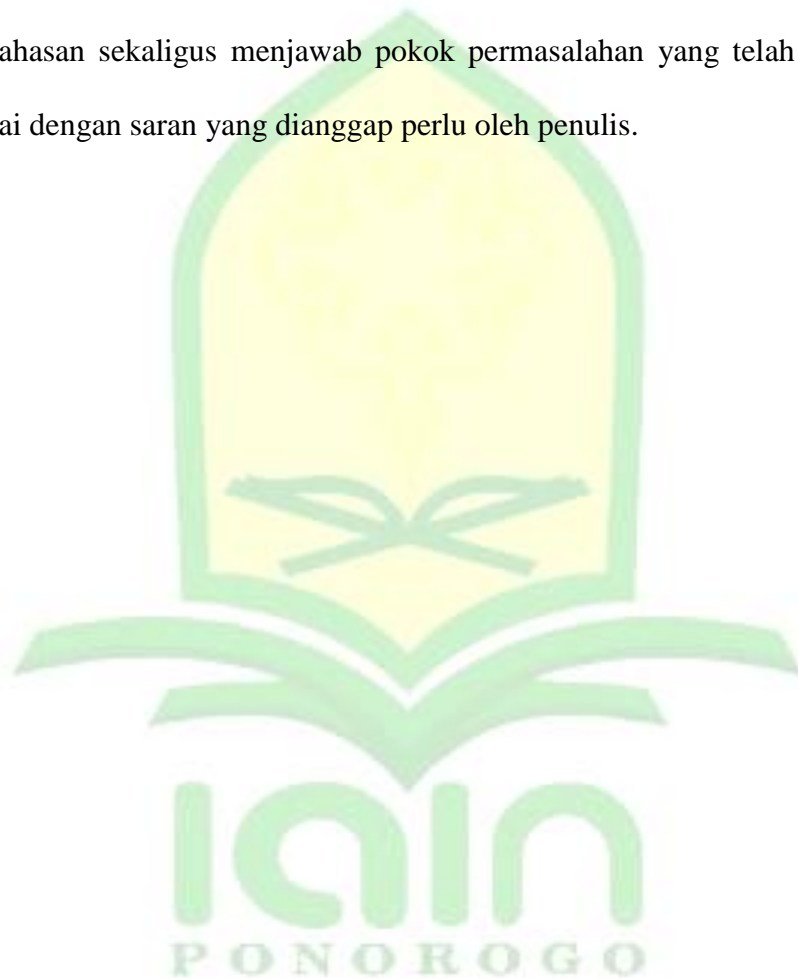 ahasan sekaligus menjawab pokok permasalahan yang telah
ai dengan saran yang dianggap perlu oleh penulis.
iain
PONOROGO